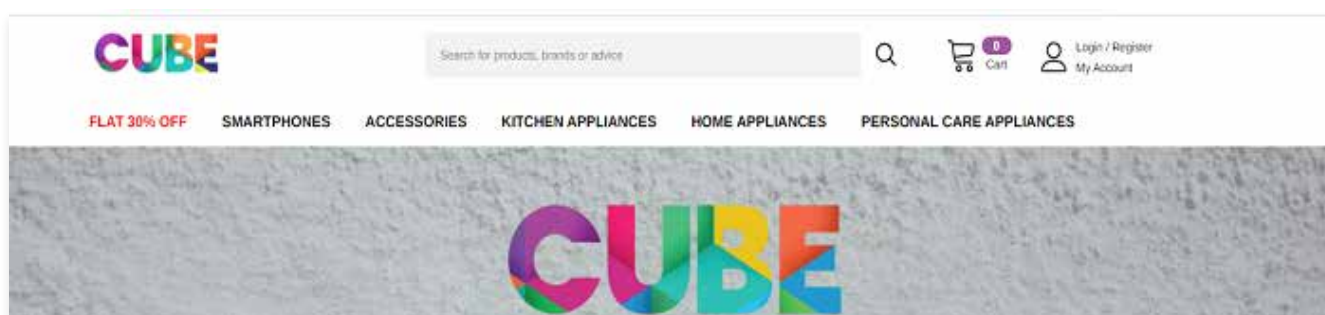 CUBE
Search for products, brands or advice
0
Cart
Login / Register
My Account
FLAT 30% OFF SMARTPHONES ACCESSORIES KITCHEN APPLIANCES HOME APPLIANCES PERSONAL CARE APPLIANCES
CUBE